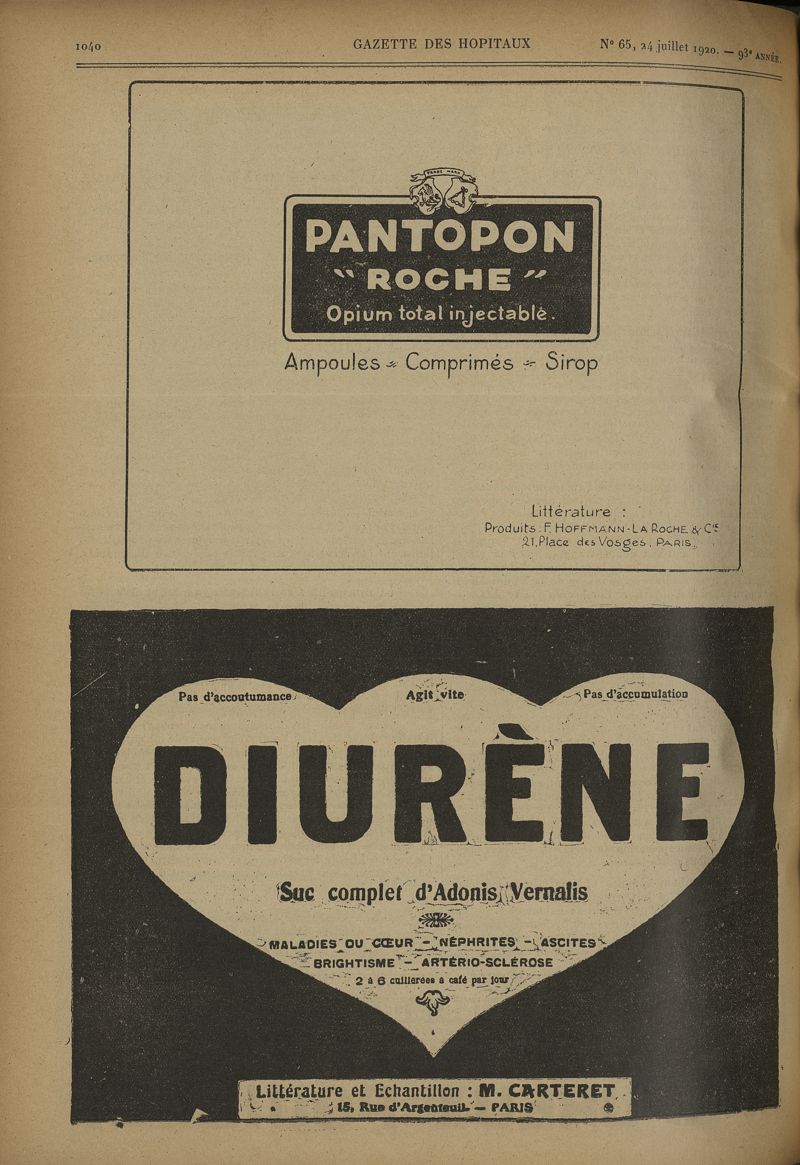 1040 GAZETTE DES HOPITAUX N° 65, 24 juillet 1920. — 93e ANNÉE.
PANTOPON
"ROCHE"
Opium total injectable.
Ampoules - Comprimés - Sirop
Littérature :
Produits : F. HOFFMANN-LA ROCHE & Cie
21, Place des Vosges, PARIS.
Pas d'accoutumance Agit vite Pas d'accumulation
DIURÈNE
Suc complet d'Adonis Vernalis
MALADIES DU CŒUR - NÉPHRITES - ASCITES
BRIGHTISME - ARTÉRIO-SCLÉROSE
2 à 6 cuillerées à café par jour
Littérature et Echantillon : M. CARTERET
15, Rue d'Argenteuil — PARIS